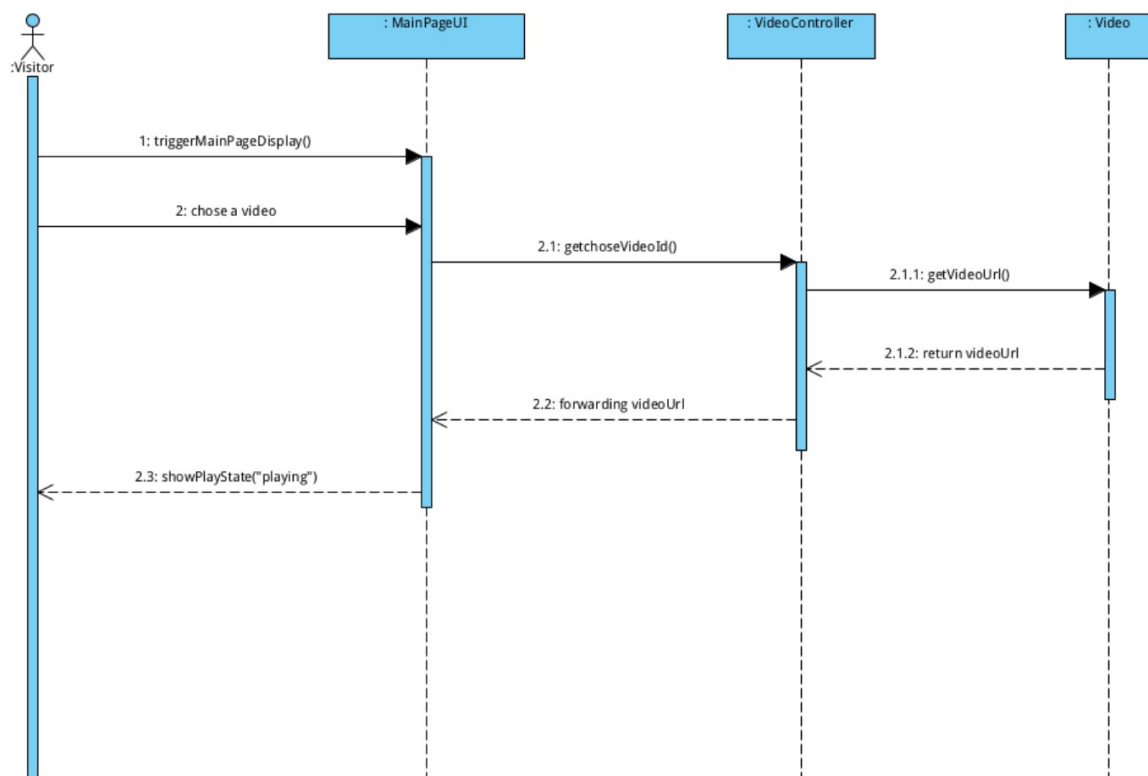 : MainPageUI
: VideoController
: Video
:Visitor
1: triggerMainPageDisplay()
2: chose a video
2.1: getchoseVideoId()
2.1.1: getVideoUrl()
2.1.2: return videoUrl
2.2: forwarding videoUrl
2.3: showPlayState("playing")